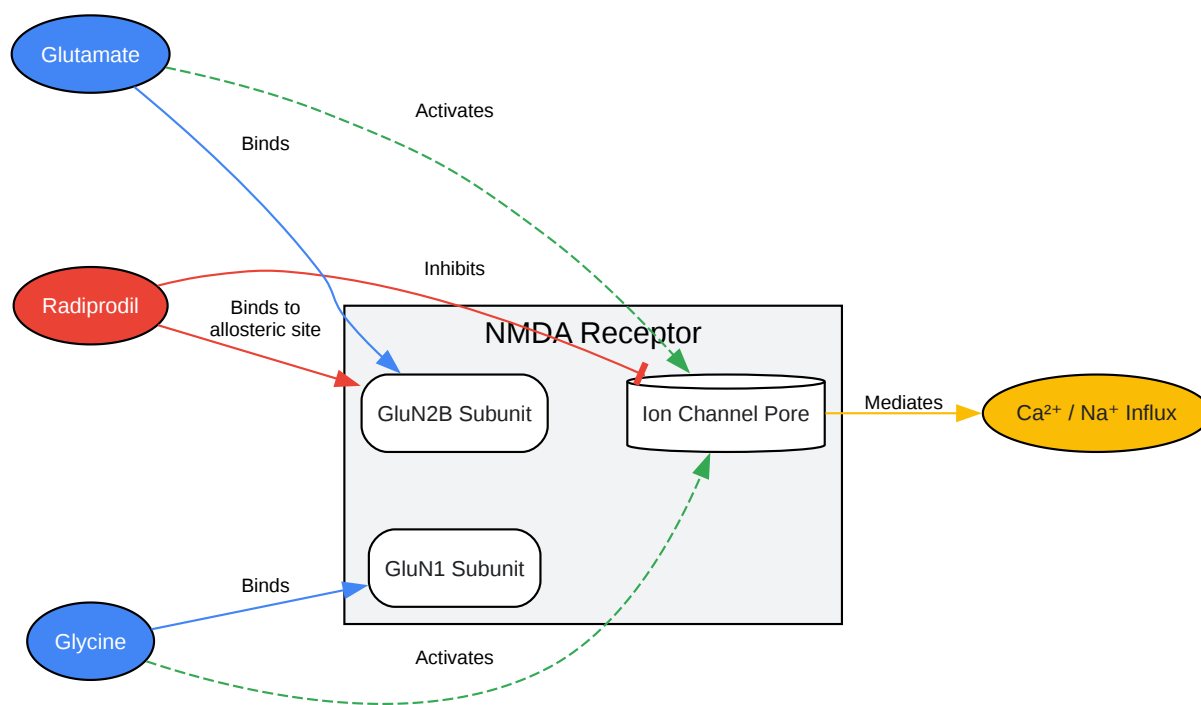 Glutamate
Activates
Binds
Radiprodil
Inhibits
Binds to
allosteric site
NMDA Receptor
GluN2B Subunit
Ion Channel Pore
Mediates
Ca²⁺ / Na⁺ Influx
GluN1 Subunit
Binds
Glycine
Activates